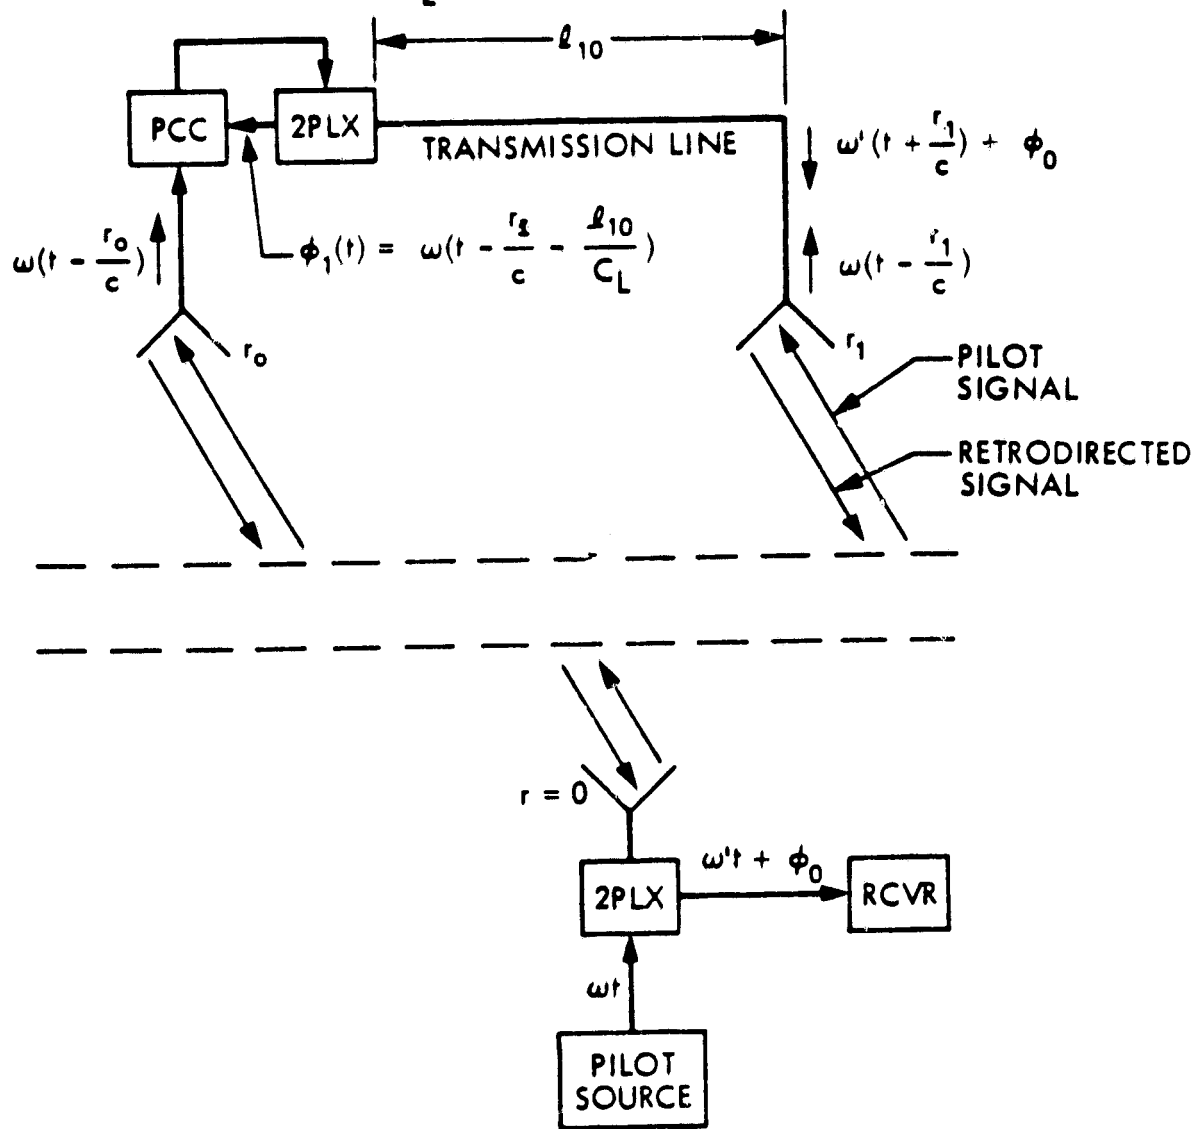 L
ℓ10
PCC
2PLX
TRANSMISSION LINE
ω'(t + r1/c) + ϕ0
ω(t - r0/c)
ϕ1(t) = ω(t - r1/c - ℓ10/CL)
ω(t - r1/c)
r0
r1
PILOT
SIGNAL
RETRODIRECTED
SIGNAL
r = 0
ω't + ϕ0
2PLX
RCVR
ωt
PILOT
SOURCE